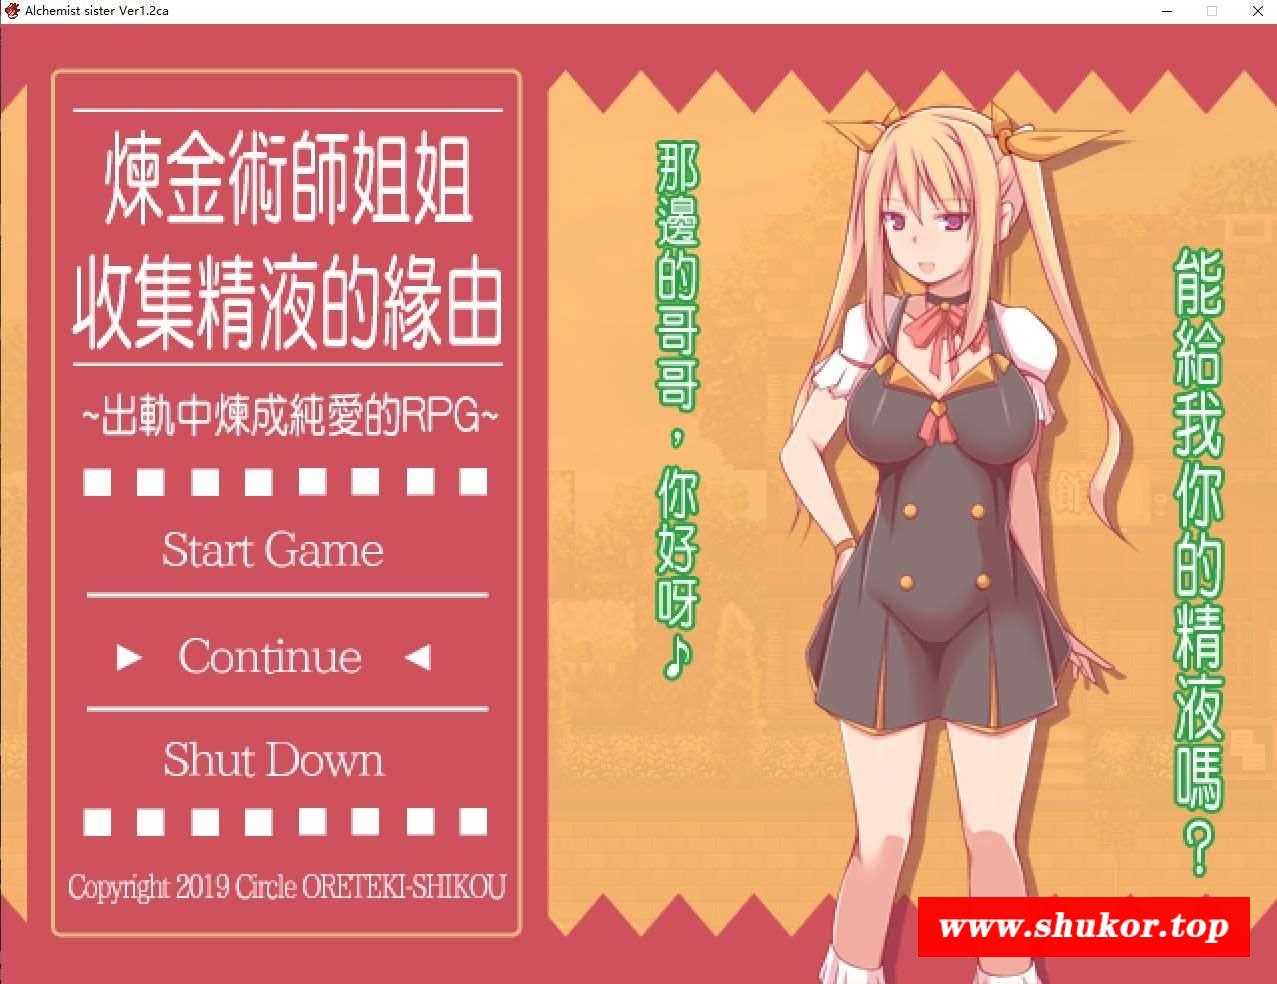 Alchemist sister Ver1.2ca
煉金術師姐姐
收集精液的緣由
~出軌中煉成純愛的RPG~
Start Game
Continue
Shut Down
Copyright 2019 Circle ORETEKI-SHIKOU
那邊的哥哥，你好呀♪
能給我你的精液嗎？
www.shukor.top